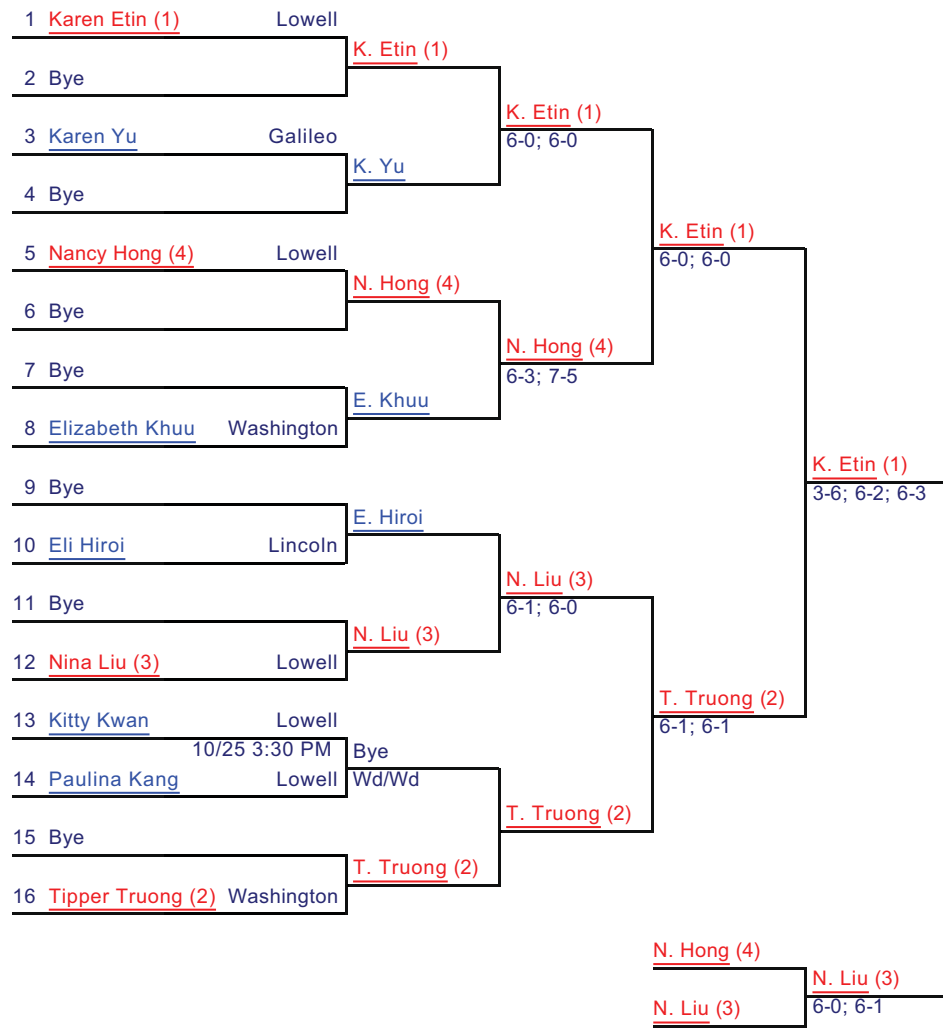 1 Karen Etin (1) Lowell
K. Etin (1)
2 Bye
K. Etin (1)
6-0; 6-0
3 Karen Yu Galileo
K. Yu
4 Bye
K. Etin (1)
6-0; 6-0
5 Nancy Hong (4) Lowell
N. Hong (4)
6 Bye
N. Hong (4)
6-3; 7-5
7 Bye
E. Khuu
8 Elizabeth Khuu Washington
K. Etin (1)
3-6; 6-2; 6-3
9 Bye
E. Hiroi
10 Eli Hiroi Lincoln
N. Liu (3)
6-1; 6-0
11 Bye
N. Liu (3)
12 Nina Liu (3) Lowell
T. Truong (2)
6-1; 6-1
13 Kitty Kwan Lowell
10/25 3:30 PM Bye
14 Paulina Kang Lowell Wd/Wd
T. Truong (2)
15 Bye
T. Truong (2)
16 Tipper Truong (2) Washington
N. Hong (4)
N. Liu (3)
6-0; 6-1
N. Liu (3)